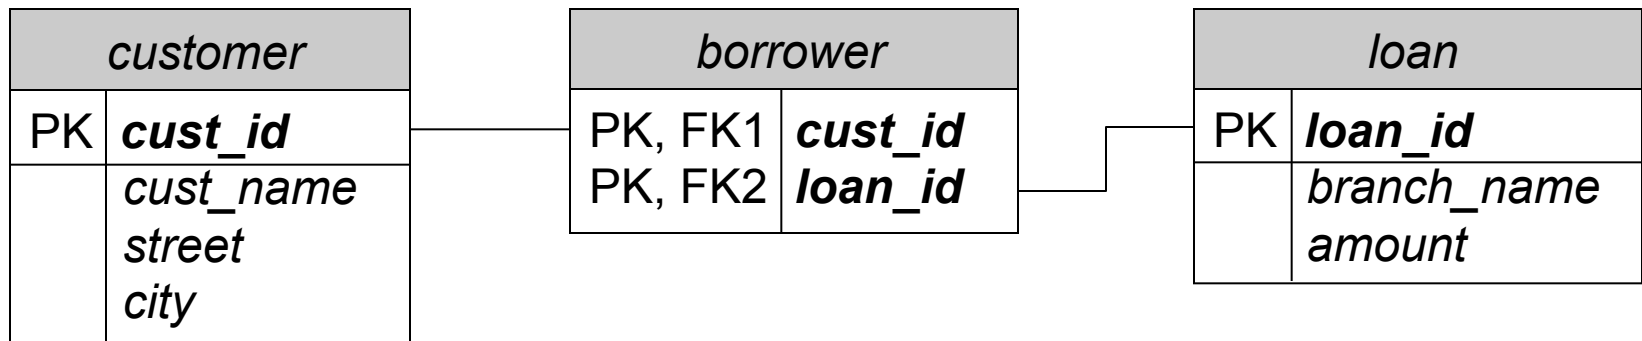 customer
PK cust_id
cust_name
street
city
borrower
PK, FK1 cust_id
PK, FK2 loan_id
loan
PK loan_id
branch_name
amount